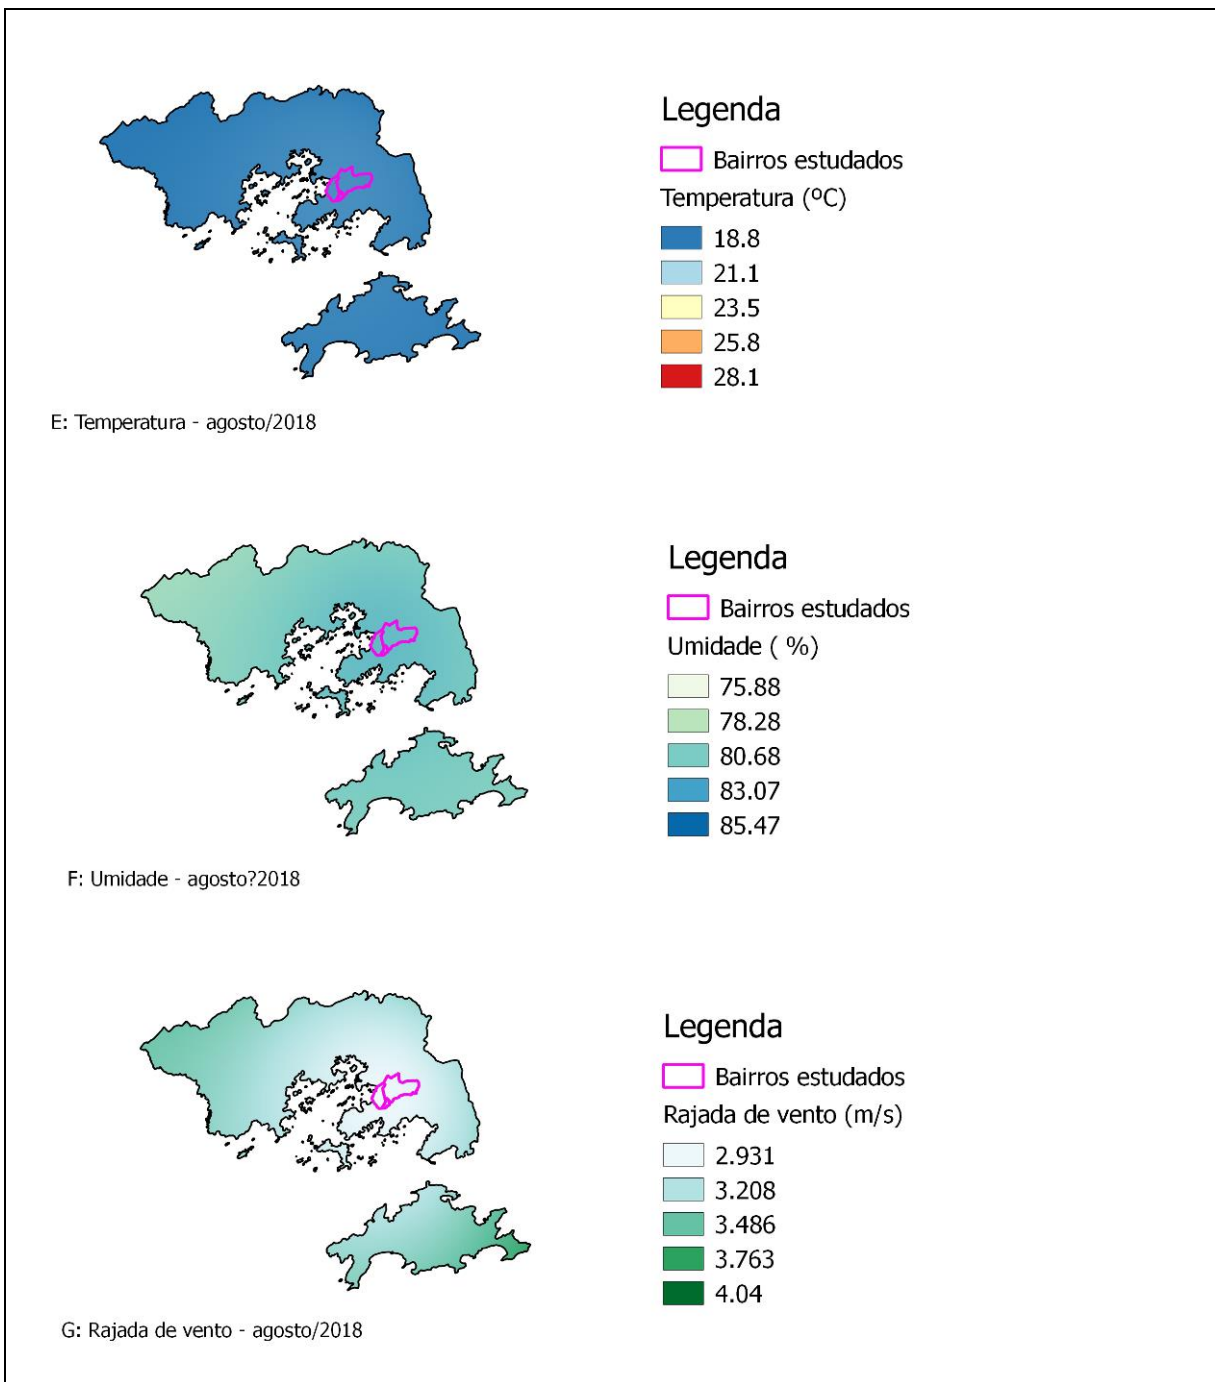 Legenda
Bairros estudados
Temperatura (ºC)
18.8
21.1
23.5
25.8
28.1
E: Temperatura - agosto/2018
Legenda
Bairros estudados
Umidade ( %)
75.88
78.28
80.68
83.07
85.47
F: Umidade - agosto?2018
Legenda
Bairros estudados
Rajada de vento (m/s)
2.931
3.208
3.486
3.763
4.04
G: Rajada de vento - agosto/2018